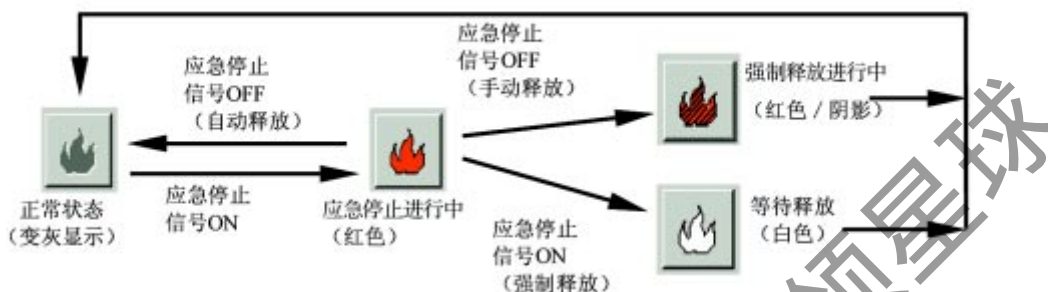 应急停止
信号OFF
（手动释放）
应急停止
信号OFF
（自动释放）
强制释放进行中
（红色／阴影）
正常状态
（变灰显示）
应急停止
信号ON
应急停止进行中
（红色）
应急停止
信号ON
（强制释放）
等待释放
（白色）
领星球